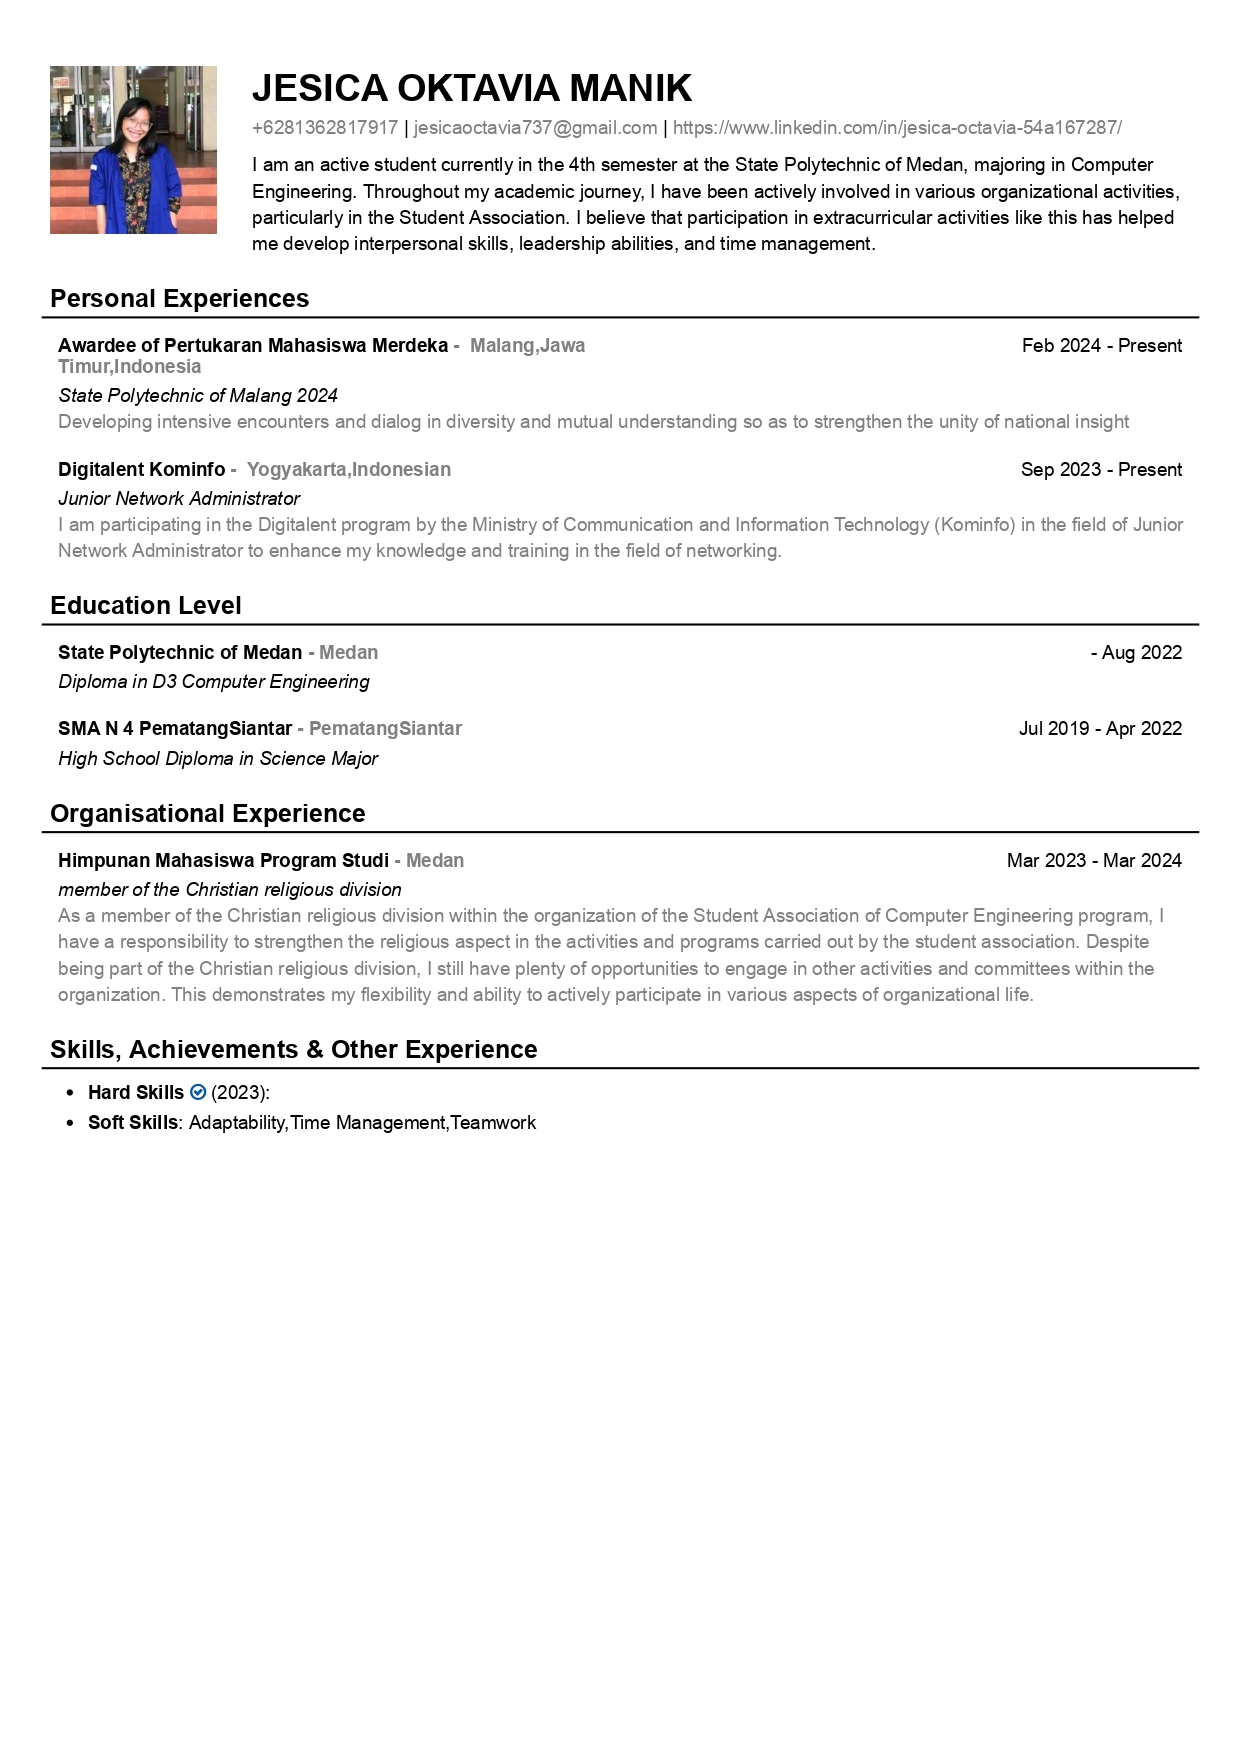 JESICA OKTAVIA MANIK
+6281362817917 | jesicaoctavia737@gmail.com | https://www.linkedin.com/in/jesica-octavia-54a167287/
I am an active student currently in the 4th semester at the State Polytechnic of Medan, majoring in Computer
Engineering. Throughout my academic journey, I have been actively involved in various organizational activities,
particularly in the Student Association. I believe that participation in extracurricular activities like this has helped
me develop interpersonal skills, leadership abilities, and time management.
Personal Experiences
Awardee of Pertukaran Mahasiswa Merdeka - Malang,Jawa Feb 2024 - Present
Timur,Indonesia
State Polytechnic of Malang 2024
Developing intensive encounters and dialog in diversity and mutual understanding so as to strengthen the unity of national insight
Digitalent Kominfo - Yogyakarta,Indonesian Sep 2023 - Present
Junior Network Administrator
I am participating in the Digitalent program by the Ministry of Communication and Information Technology (Kominfo) in the field of Junior
Network Administrator to enhance my knowledge and training in the field of networking.
Education Level
State Polytechnic of Medan - Medan - Aug 2022
Diploma in D3 Computer Engineering
SMA N 4 PematangSiantar - PematangSiantar Jul 2019 - Apr 2022
High School Diploma in Science Major
Organisational Experience
Himpunan Mahasiswa Program Studi - Medan Mar 2023 - Mar 2024
member of the Christian religious division
As a member of the Christian religious division within the organization of the Student Association of Computer Engineering program, I
have a responsibility to strengthen the religious aspect in the activities and programs carried out by the student association. Despite
being part of the Christian religious division, I still have plenty of opportunities to engage in other activities and committees within the
organization. This demonstrates my flexibility and ability to actively participate in various aspects of organizational life.
Skills, Achievements & Other Experience
• Hard Skills (2023):
• Soft Skills: Adaptability,Time Management,Teamwork